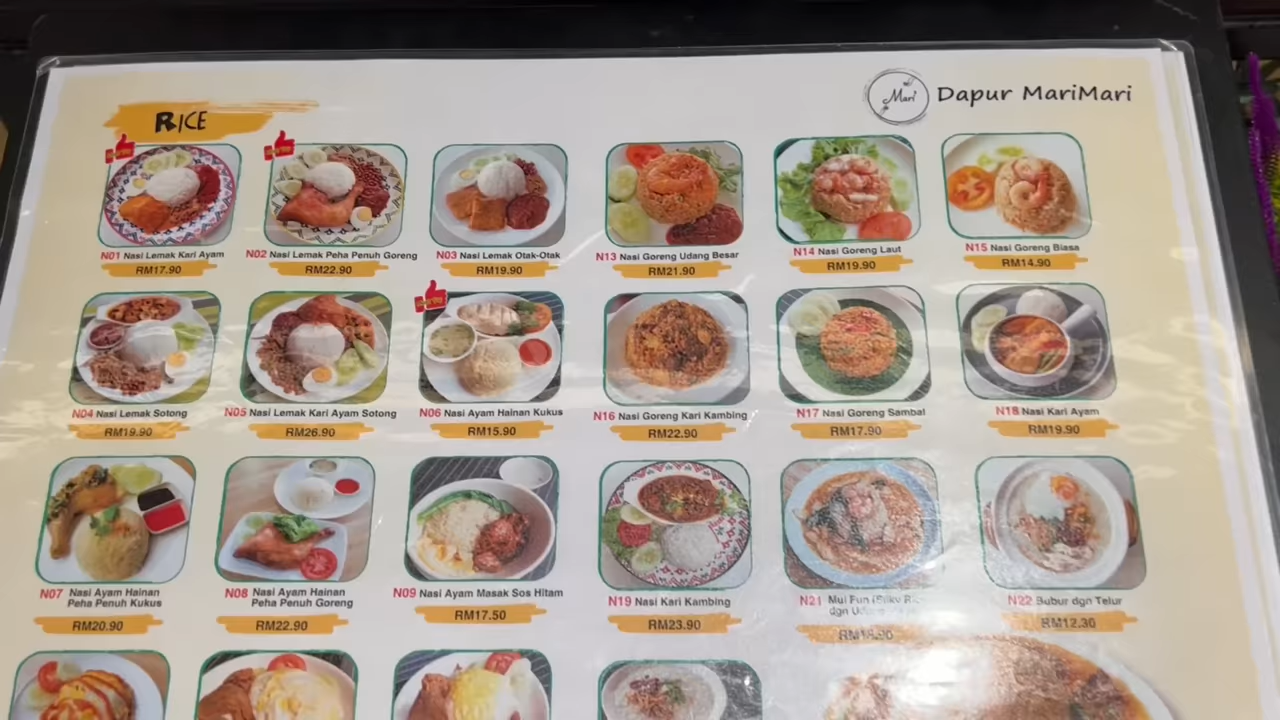 Mari
Dapur MariMari
RICE
N01 Nasi Lemak Kari Ayam
RM17.90
N02 Nasi Lemak Peha Penuh Goreng
RM22.90
N03 Nasi Lemak Otak-Otak
RM19.90
N13 Nasi Goreng Udang Besar
RM21.90
N14 Nasi Goreng Laut
RM19.90
N15 Nasi Goreng Biasa
RM14.90
N04 Nasi Lemak Sotong
RM19.90
N05 Nasi Lemak Kari Ayam Sotong
RM26.90
N06 Nasi Ayam Hainan Kukus
RM15.90
N16 Nasi Goreng Kari Kambing
RM22.90
N17 Nasi Goreng Sambal
RM17.90
N18 Nasi Kari Ayam
RM19.90
N07 Nasi Ayam Hainan
Peha Penuh Kukus
RM20.90
N08 Nasi Ayam Hainan
Peha Penuh Goreng
RM22.90
N09 Nasi Ayam Masak Sos Hitam
RM17.50
N19 Nasi Kari Kambing
RM23.90
N21 Mui Fun
dgn
N22 Bubur dgn Telur
RM12.30